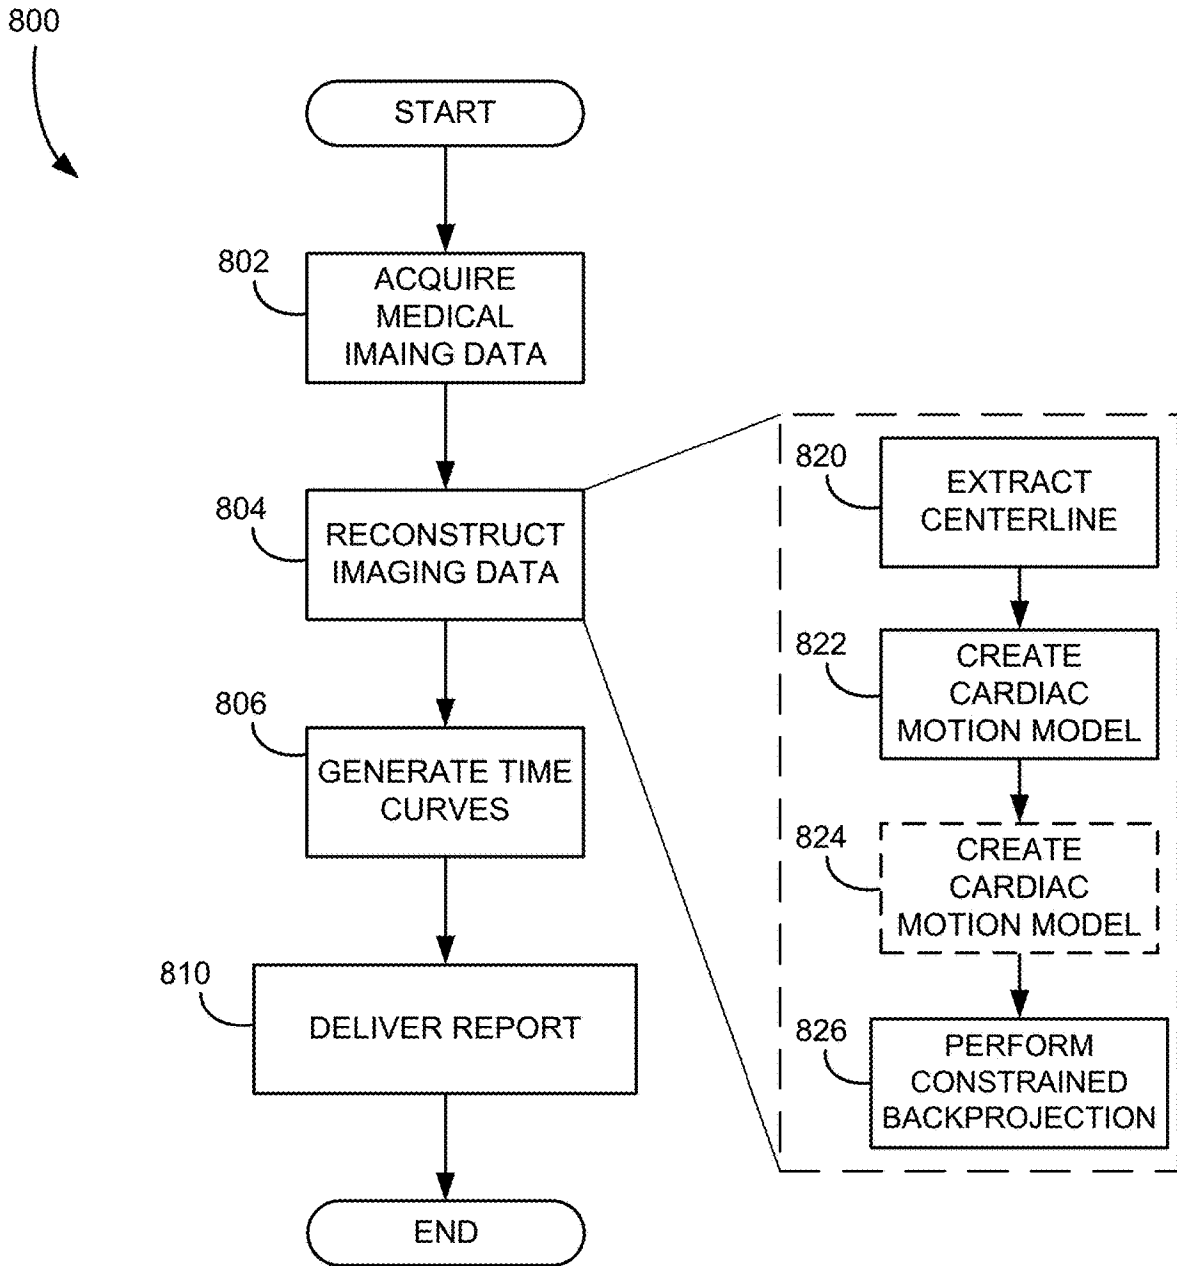 800
START
802
ACQUIRE
MEDICAL
IMAING DATA
804
RECONSTRUCT
IMAGING DATA
806
GENERATE TIME
CURVES
810
DELIVER REPORT
END
820
EXTRACT
CENTERLINE
822
CREATE
CARDIAC
MOTION MODEL
824
CREATE
CARDIAC
MOTION MODEL
826
PERFORM
CONSTRAINED
BACKPROJECTION